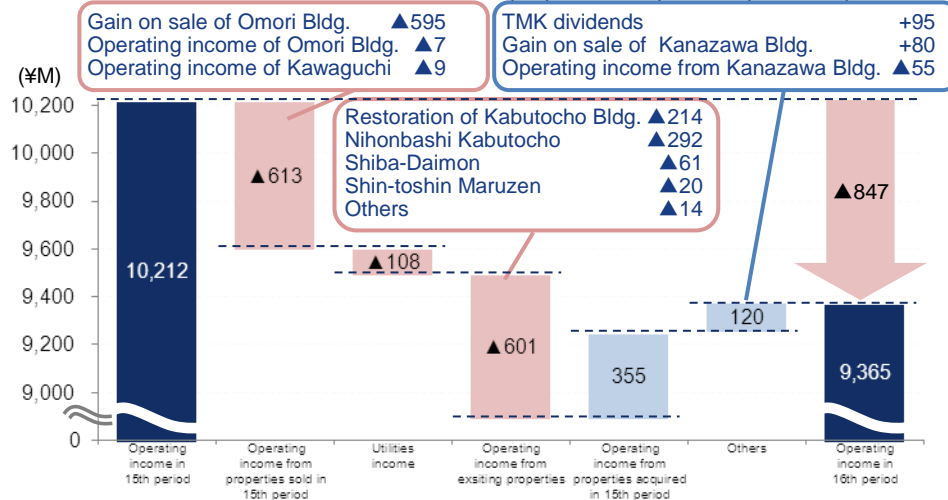 Gain on sale of Omori Bldg. ▲595
Operating income of Omori Bldg. ▲7
Operating income of Kawaguchi ▲9
TMK dividends +95
Gain on sale of Kanazawa Bldg. +80
Operating income from Kanazawa Bldg. ▲55
(¥M)
Restoration of Kabutocho Bldg. ▲214
Nihonbashi Kabutocho ▲292
Shiba-Daimon ▲61
Shin-toshin Maruzen ▲20
Others ▲14
10,200
10,000
9,800
9,600
9,400
9,200
9,000
0
10,212
▲613
▲108
▲601
355
120
▲847
9,365
Operating
income in
15th period
Operating
income from
properties sold in
15th period
Utilities
income
Operating
income from
exsiting properties
Operating
income from
properties acquired
in 15th period
Others
Operating
income in
16th period